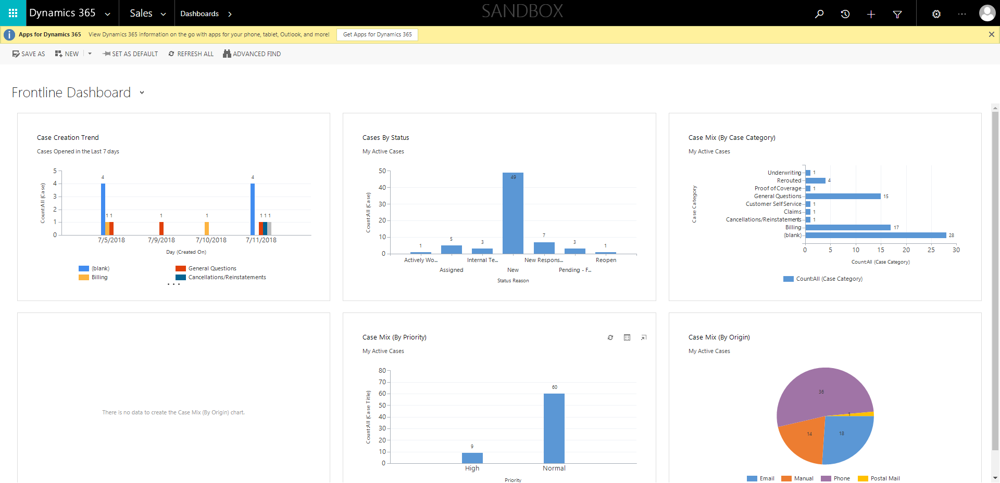 Dynamics 365
Sales
Dashboards
SANDBOX
Apps for Dynamics 365 View Dynamics 365 information on the go with apps for your phone, tablet, Outlook, and more! Get Apps for Dynamics 365
SAVE AS NEW SET AS DEFAULT REFRESH ALL ADVANCED FIND
Frontline Dashboard
Case Creation Trend
Cases Opened in the Last 7 days
5
4
3
2
1
0
Count:All (Case)
4
1 1
1
1
4
1 1 1
7/5/2018 7/9/2018 7/10/2018 7/11/2018
Day (Created On)
(blank) General Questions
Billing Cancellations/Reinstatements
...
Cases By Status
My Active Cases
50
40
30
20
10
0
Count:All (Case)
1
5
3
49
7
3
1
Actively Wo... Internal Te... New Respons... Reopen
Assigned New Pending - F...
Status Reason
Case Mix (By Case Category)
My Active Cases
Case Category
Underwriting 1
Rerouted 4
Proof of Coverage 1
General Questions 15
Customer Self Service 1
Claims 1
Cancellations/Reinstatements 1
Billing 17
(blank) 28
0 5 10 15 20 25 30
Count:All (Case Category)
Count:All (Case Category)
There is no data to create the Case Mix (By Origin) chart.
Case Mix (By Priority)
My Active Cases
80
70
60
50
40
30
20
10
0
Count:All (Case Title)
9
60
High Normal
Priority
Case Mix (By Origin)
My Active Cases
36
1
14
18
Email Manual Phone Postal Mail